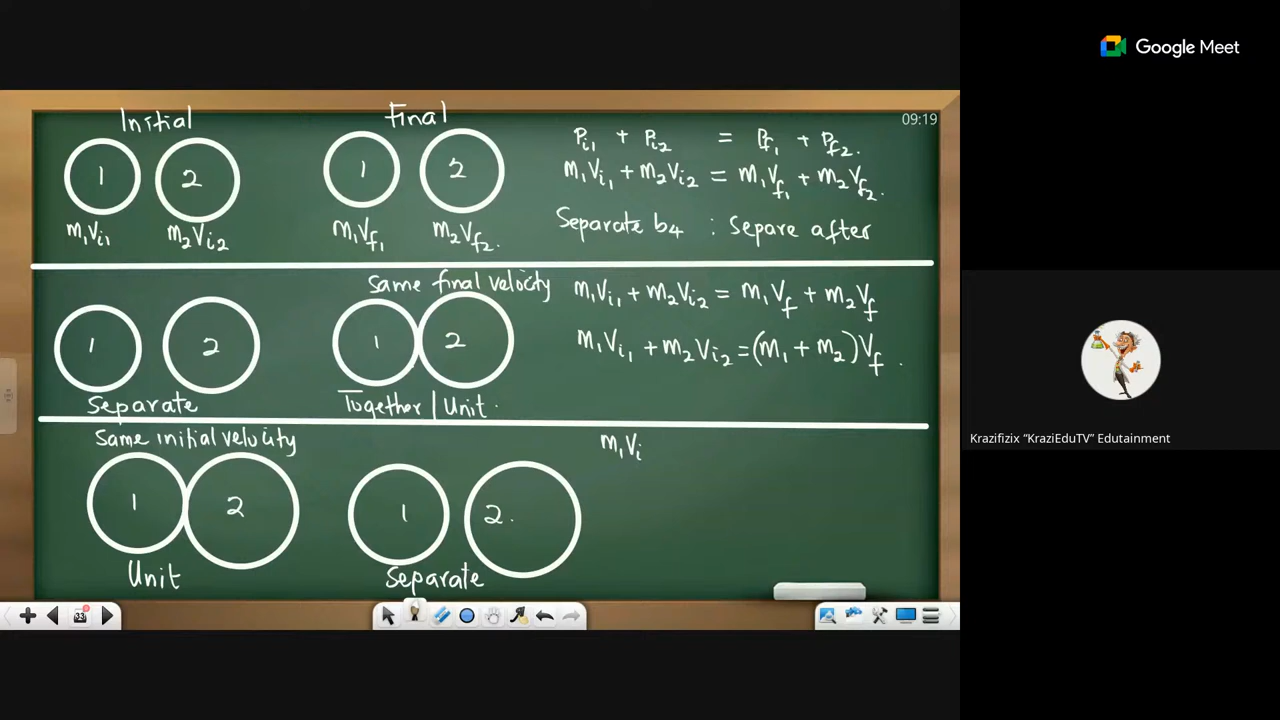 Google Meet
09:19
Initial
Final
1 2
1 2
m₁Vi₁ m₂Vi₂
m₁Vf₁ m₂Vf₂.
Pi₁ + Pi₂ = Pf₁ + Pf₂.
m₁Vi₁ + m₂Vi₂ = m₁Vf₁ + m₂Vf₂.
Separate b4 : Separe after
same final velocity
1 2
1 2
Separate
Together/Unit.
m₁Vi₁ + m₂Vi₂ = m₁Vf + m₂Vf
m₁Vi₁ + m₂Vi₂ = (m₁ + m₂)Vf.
same initial velocity
1 2
1 2.
Unit
Separate
m₁Vi
33
Krazifizix “KraziEduTV” Edutainment